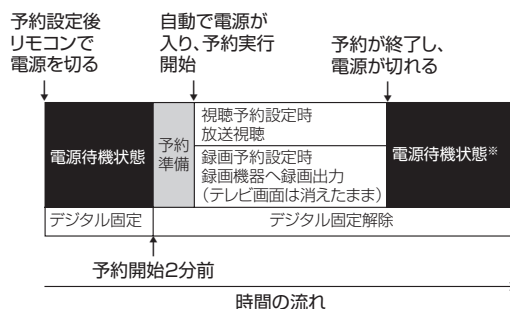 予約設定後
リモコンで
電源を切る
自動で電源が
入り、予約実行
開始
予約が終了し、
電源が切れる
電源待機状態
予約
準備
視聴予約設定時
放送視聴
録画予約設定時
録画機器へ録画出力
（テレビ画面は消えたまま）
電源待機状態※
デジタル固定
デジタル固定解除
予約開始2分前
時間の流れ